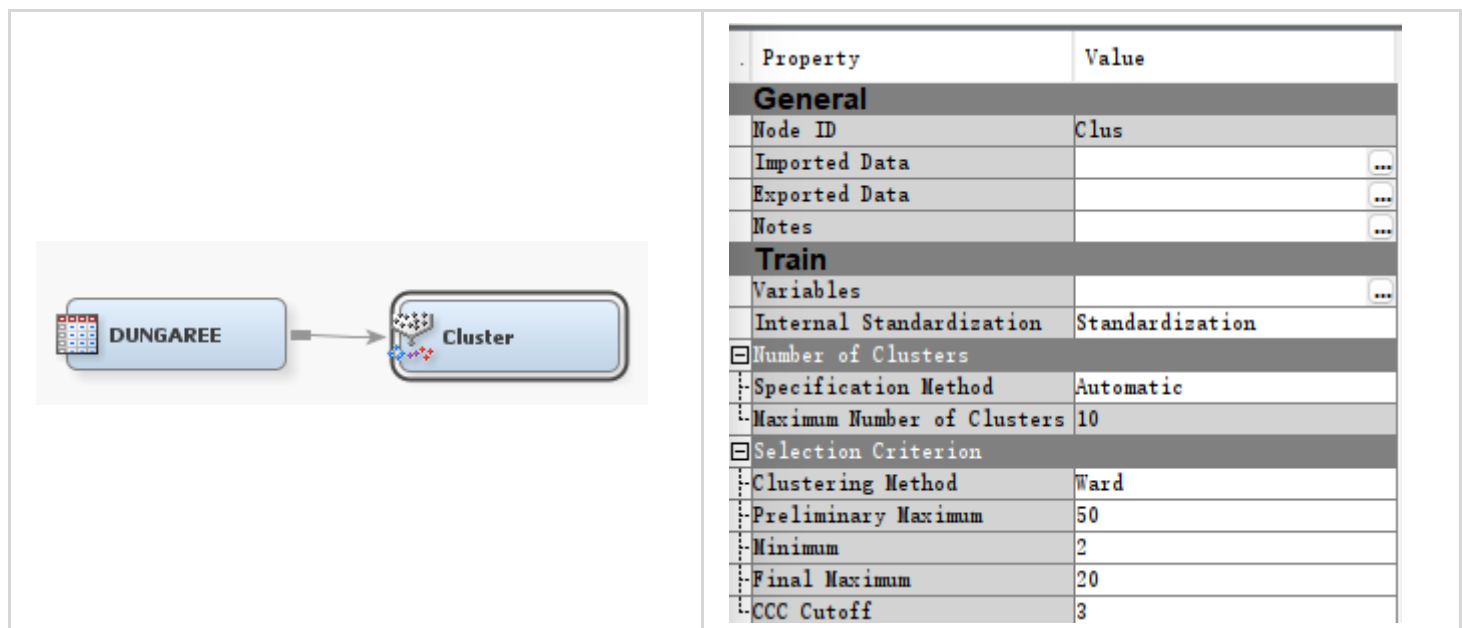 DUNGAREE
Cluster
. Property Value
General
Node ID Clus
Imported Data ...
Exported Data ...
Notes ...
Train
Variables ...
Internal Standardization Standardization
Number of Clusters
Specification Method Automatic
Maximum Number of Clusters 10
Selection Criterion
Clustering Method Ward
Preliminary Maximum 50
Minimum 2
Final Maximum 20
CCC Cutoff 3